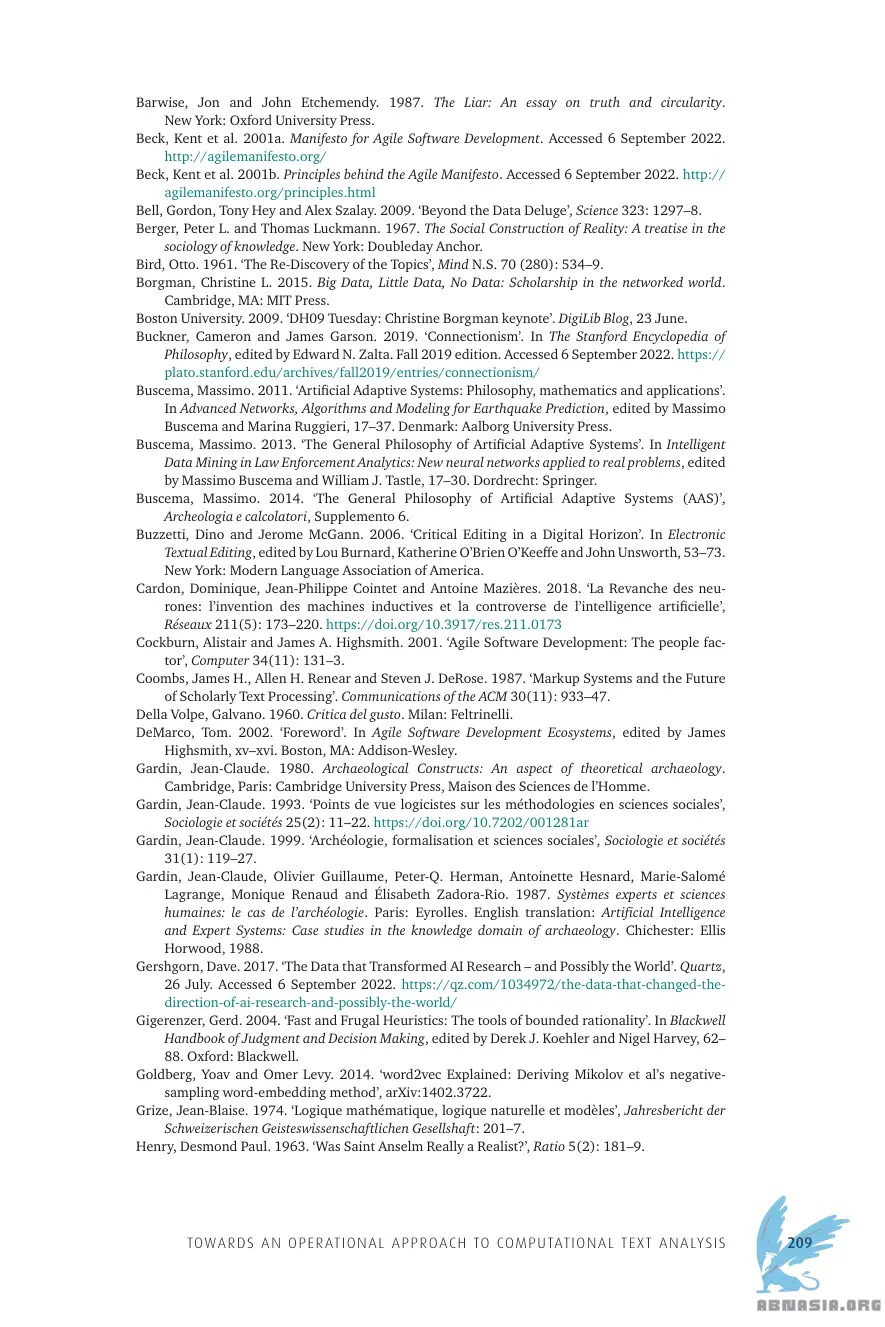 Barwise, Jon and John Etchemendy. 1987. The Liar: An essay on truth and circularity.
New York: Oxford University Press.
Beck, Kent et al. 2001a. Manifesto for Agile Software Development. Accessed 6 September 2022.
http://agilemanifesto.org/
Beck, Kent et al. 2001b. Principles behind the Agile Manifesto. Accessed 6 September 2022. http://
agilemanifesto.org/principles.html
Bell, Gordon, Tony Hey and Alex Szalay. 2009. ‘Beyond the Data Deluge’, Science 323: 1297–8.
Berger, Peter L. and Thomas Luckmann. 1967. The Social Construction of Reality: A treatise in the
sociology of knowledge. New York: Doubleday Anchor.
Bird, Otto. 1961. ‘The Re-Discovery of the Topics’, Mind N.S. 70 (280): 534–9.
Borgman, Christine L. 2015. Big Data, Little Data, No Data: Scholarship in the networked world.
Cambridge, MA: MIT Press.
Boston University. 2009. ‘DH09 Tuesday: Christine Borgman keynote’. DigiLib Blog, 23 June.
Buckner, Cameron and James Garson. 2019. ‘Connectionism’. In The Stanford Encyclopedia of
Philosophy, edited by Edward N. Zalta. Fall 2019 edition. Accessed 6 September 2022. https://
plato.stanford.edu/archives/fall2019/entries/connectionism/
Buscema, Massimo. 2011. ‘Artificial Adaptive Systems: Philosophy, mathematics and applications’.
In Advanced Networks, Algorithms and Modeling for Earthquake Prediction, edited by Massimo
Buscema and Marina Ruggieri, 17–37. Denmark: Aalborg University Press.
Buscema, Massimo. 2013. ‘The General Philosophy of Artificial Adaptive Systems’. In Intelligent
Data Mining in Law Enforcement Analytics: New neural networks applied to real problems, edited
by Massimo Buscema and William J. Tastle, 17–30. Dordrecht: Springer.
Buscema, Massimo. 2014. ‘The General Philosophy of Artificial Adaptive Systems (AAS)’,
Archeologia e calcolatori, Supplemento 6.
Buzzetti, Dino and Jerome McGann. 2006. ‘Critical Editing in a Digital Horizon’. In Electronic
Textual Editing, edited by Lou Burnard, Katherine O’Brien O’Keeffe and John Unsworth, 53–73.
New York: Modern Language Association of America.
Cardon, Dominique, Jean-Philippe Cointet and Antoine Mazières. 2018. ‘La Revanche des neu-
rones: l’invention des machines inductives et la controverse de l’intelligence artificielle’,
Réseaux 211(5): 173–220. https://doi.org/10.3917/res.211.0173
Cockburn, Alistair and James A. Highsmith. 2001. ‘Agile Software Development: The people fac-
tor’, Computer 34(11): 131–3.
Coombs, James H., Allen H. Renear and Steven J. DeRose. 1987. ‘Markup Systems and the Future
of Scholarly Text Processing’. Communications of the ACM 30(11): 933–47.
Della Volpe, Galvano. 1960. Critica del gusto. Milan: Feltrinelli.
DeMarco, Tom. 2002. ‘Foreword’. In Agile Software Development Ecosystems, edited by James
Highsmith, xv–xvi. Boston, MA: Addison-Wesley.
Gardin, Jean-Claude. 1980. Archaeological Constructs: An aspect of theoretical archaeology.
Cambridge, Paris: Cambridge University Press, Maison des Sciences de l’Homme.
Gardin, Jean-Claude. 1993. ‘Points de vue logicistes sur les méthodologies en sciences sociales’,
Sociologie et sociétés 25(2): 11–22. https://doi.org/10.7202/001281ar
Gardin, Jean-Claude. 1999. ‘Archéologie, formalisation et sciences sociales’, Sociologie et sociétés
31(1): 119–27.
Gardin, Jean-Claude, Olivier Guillaume, Peter-Q. Herman, Antoinette Hesnard, Marie-Salomé
Lagrange, Monique Renaud and Élisabeth Zadora-Rio. 1987. Systèmes experts et sciences
humaines: le cas de l’archéologie. Paris: Eyrolles. English translation: Artificial Intelligence
and Expert Systems: Case studies in the knowledge domain of archaeology. Chichester: Ellis
Horwood, 1988.
Gershgorn, Dave. 2017. ‘The Data that Transformed AI Research – and Possibly the World’. Quartz,
26 July. Accessed 6 September 2022. https://qz.com/1034972/the-data-that-changed-the-
direction-of-ai-research-and-possibly-the-world/
Gigerenzer, Gerd. 2004. ‘Fast and Frugal Heuristics: The tools of bounded rationality’. In Blackwell
Handbook of Judgment and Decision Making, edited by Derek J. Koehler and Nigel Harvey, 62–
88. Oxford: Blackwell.
Goldberg, Yoav and Omer Levy. 2014. ‘word2vec Explained: Deriving Mikolov et al’s negative-
sampling word-embedding method’, arXiv:1402.3722.
Grize, Jean-Blaise. 1974. ‘Logique mathématique, logique naturelle et modèles’, Jahresbericht der
Schweizerischen Geisteswissenschaftlichen Gesellshaft: 201–7.
Henry, Desmond Paul. 1963. ‘Was Saint Anselm Really a Realist?’, Ratio 5(2): 181–9.
TOWARDS AN OPERATIONAL APPROACH TO COMPUTATIONAL TEXT ANALYSIS 209
ABNASIA.ORG